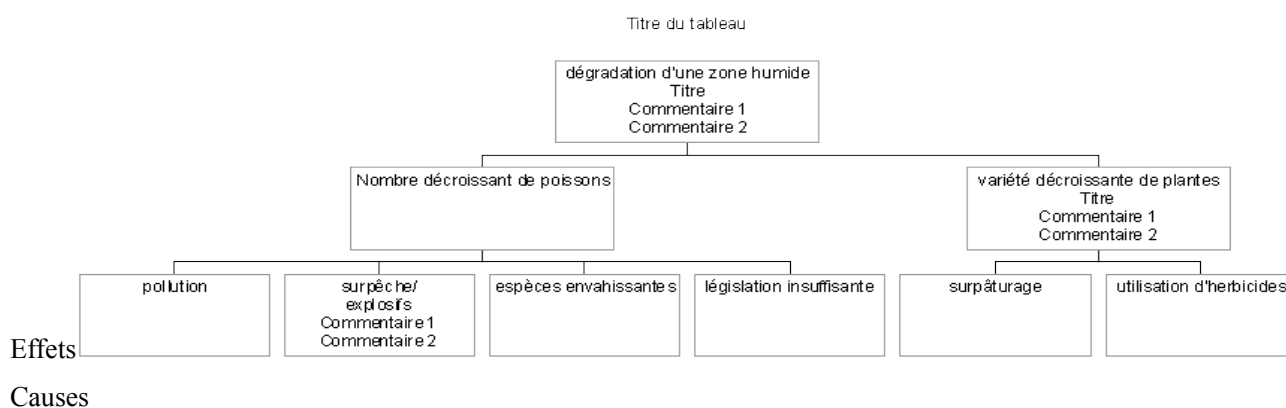 Titre du tableau
dégradation d'une zone humide
Titre
Commentaire 1
Commentaire 2
Nombre décroissant de poissons
variété décroissante de plantes
Titre
Commentaire 1
Commentaire 2
pollution
surpêche/
explosifs
Commentaire 1
Commentaire 2
espèces envahissantes
législation insuffisante
surpâturage
utilisation d'herbicides
Effets
Causes